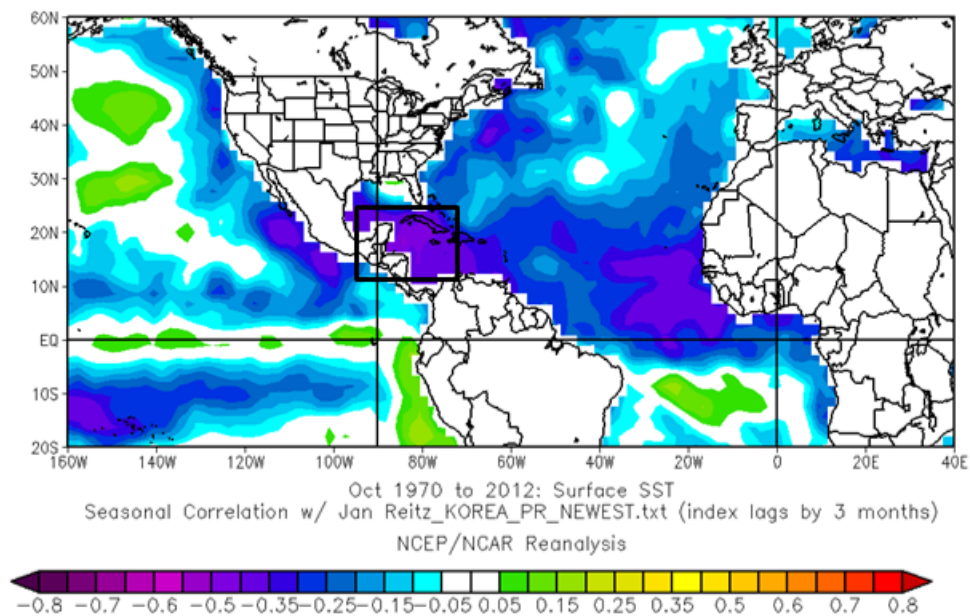 60N
50N
40N
30N
20N
10N
EQ
10S
20S
160W 140W 120W 100W 80W 60W 40W 20W 0 20E 40E
Oct 1970 to 2012: Surface SST
Seasonal Correlation w/ Jan Reitz_KOREA_PR_NEWEST.txt (index lags by 3 months)
NCEP/NCAR Reanalysis
-0.8 -0.7 -0.6 -0.5 -0.35 -0.25 -0.15 -0.05 0.05 0.15 0.25 0.35 0.45 0.5 0.6 0.7 0.8